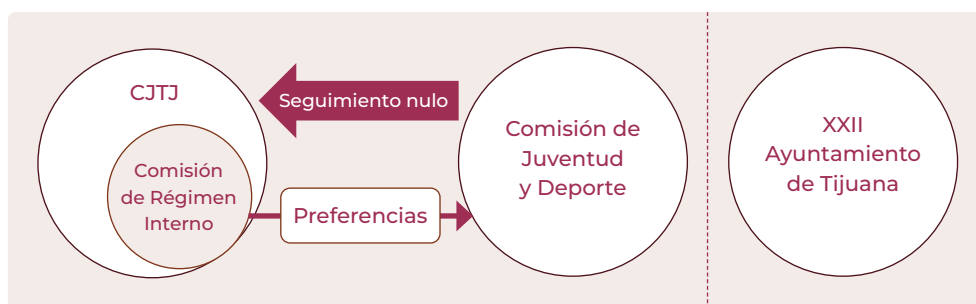 CJTJ
Comisión
de Régimen
Interno
Seguimiento nulo
Preferencias
Comisión de
Juventud
y Deporte
XXII
Ayuntamiento
de Tijuana